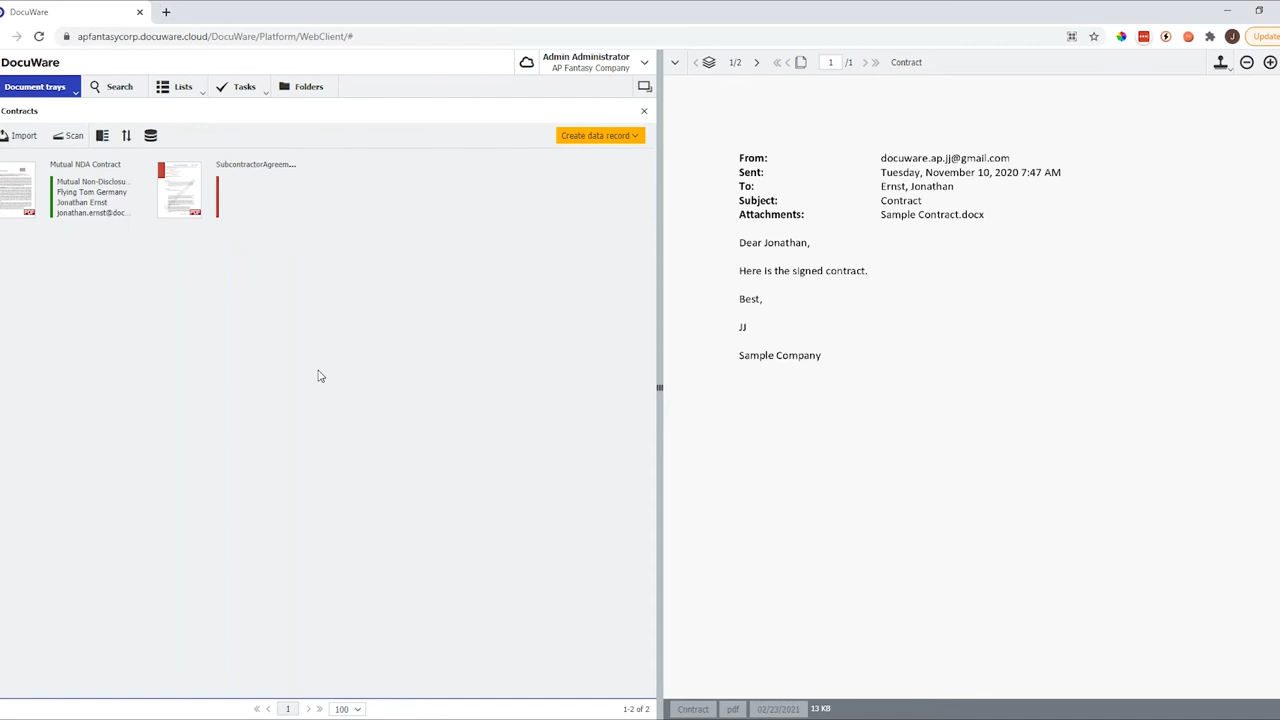 DocuWare
apfantasycorp.docuware.cloud/DocuWare/Platform/WebClient/#
J
Update
DocuWare
Admin Administrator
AP Fantasy Company
Document trays
Search
Lists
Tasks
Folders
Contracts
Import
Scan
Create data record
Mutual NDA Contract
Mutual Non-Disclosu...
Flying Tom Germany
Jonathan Ernst
jonathan.ernst@doc...
PDF
SubcontractorAgreem...
PDF
1
100
1-2 of 2
1/2
1 /1
Contract
From: docuware.ap.jj@gmail.com
Sent: Tuesday, November 10, 2020 7:47 AM
To: Ernst, Jonathan
Subject: Contract
Attachments: Sample Contract.docx
Dear Jonathan,
Here is the signed contract.
Best,
JJ
Sample Company
Contract pdf 02/23/2021 13 KB